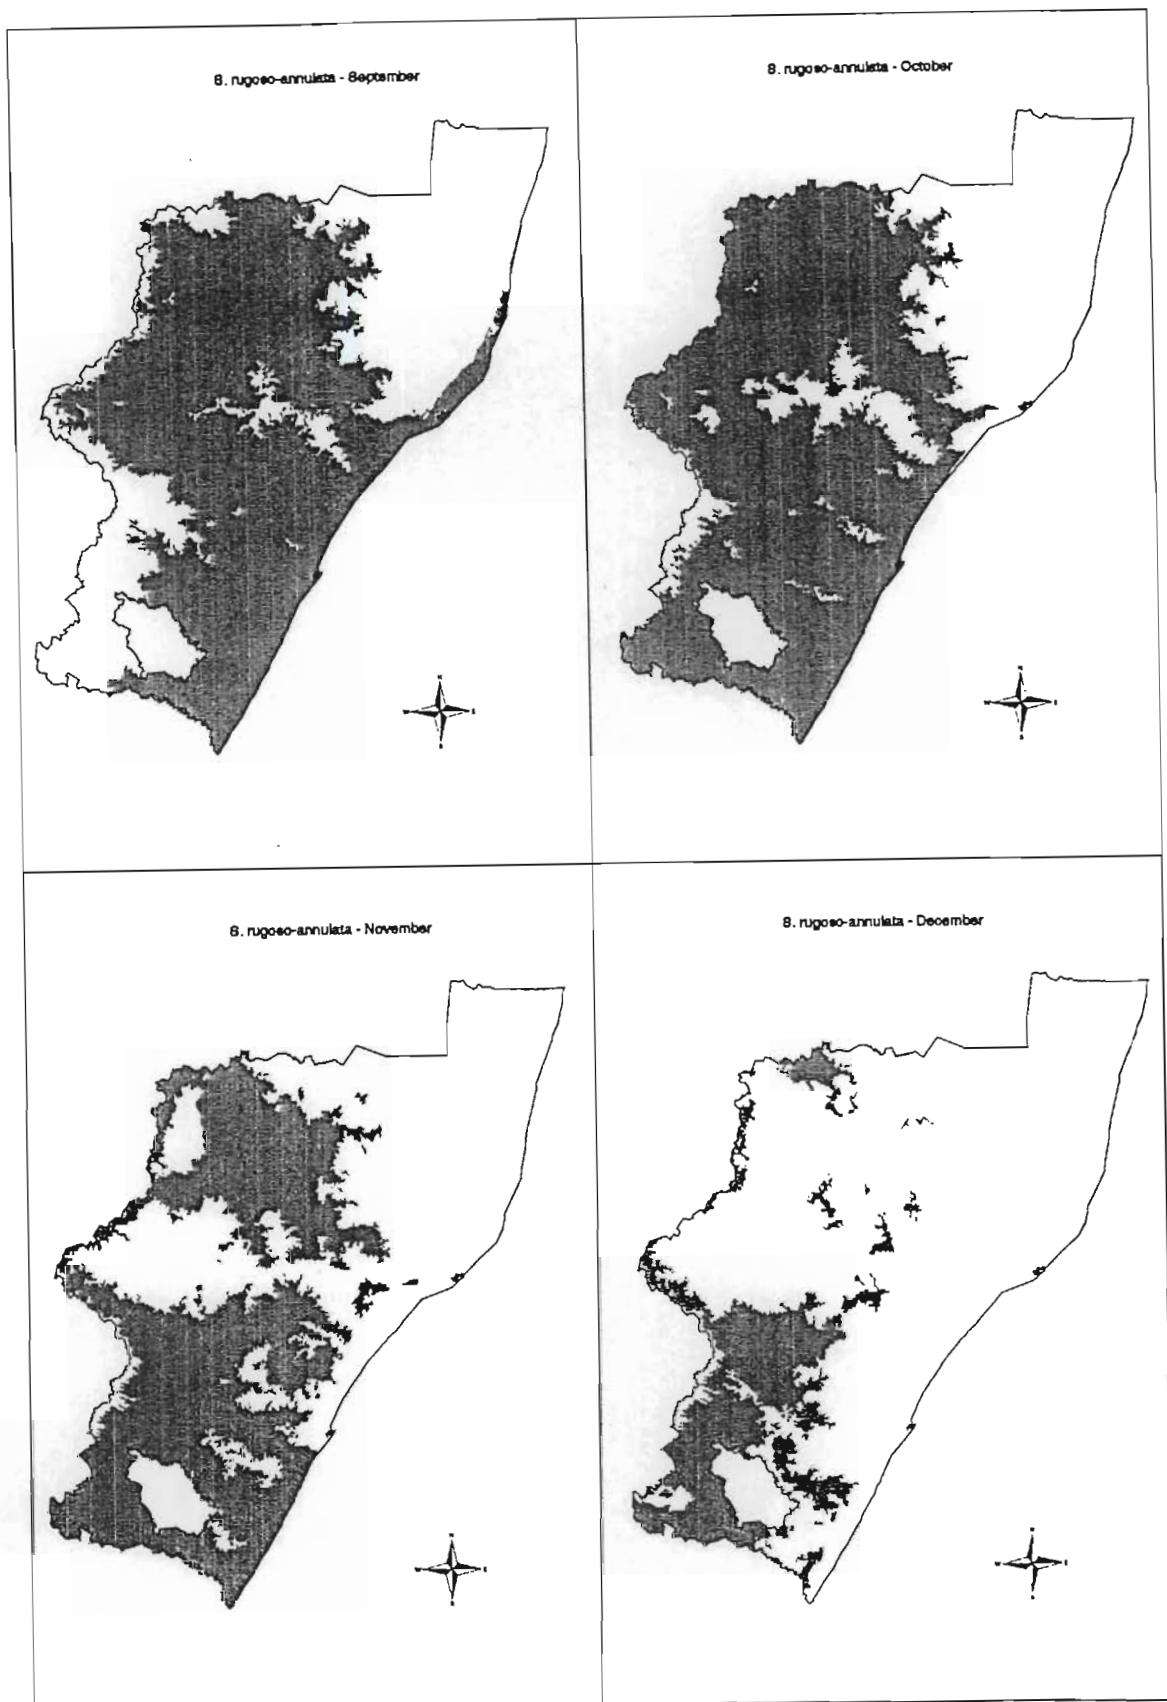 S. rugoso-annulata - September
S. rugoso-annulata - October
N
W E
S
N
W E
S
S. rugoso-annulata - November
S. rugoso-annulata - December
N
W E
S
N
W E
S